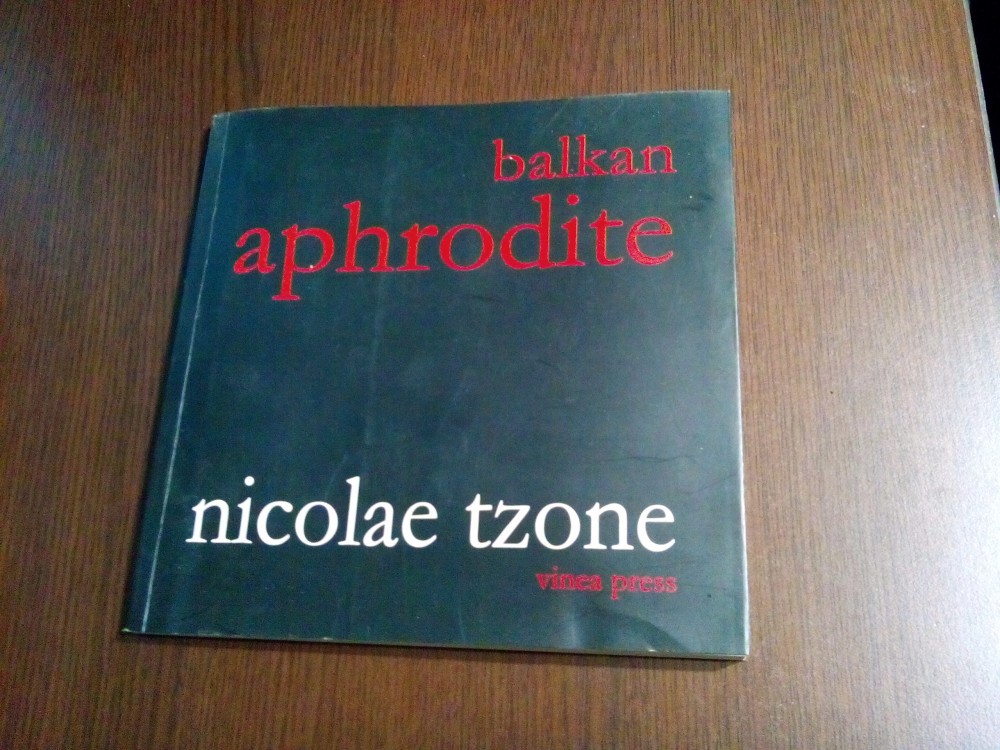 balkan
aphrodite
nicolae tzone
vinea press